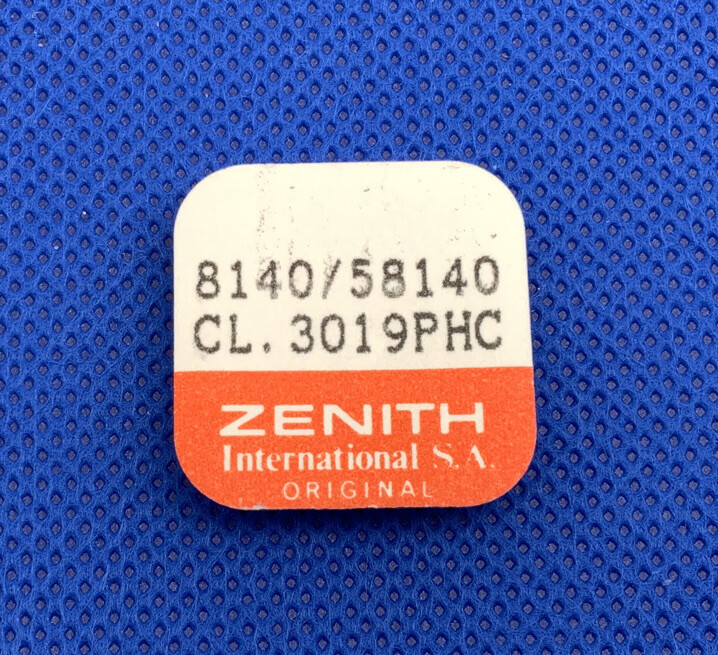 8140/58140
CL.3019PHC
ZENITH
International S.A.
ORIGINAL